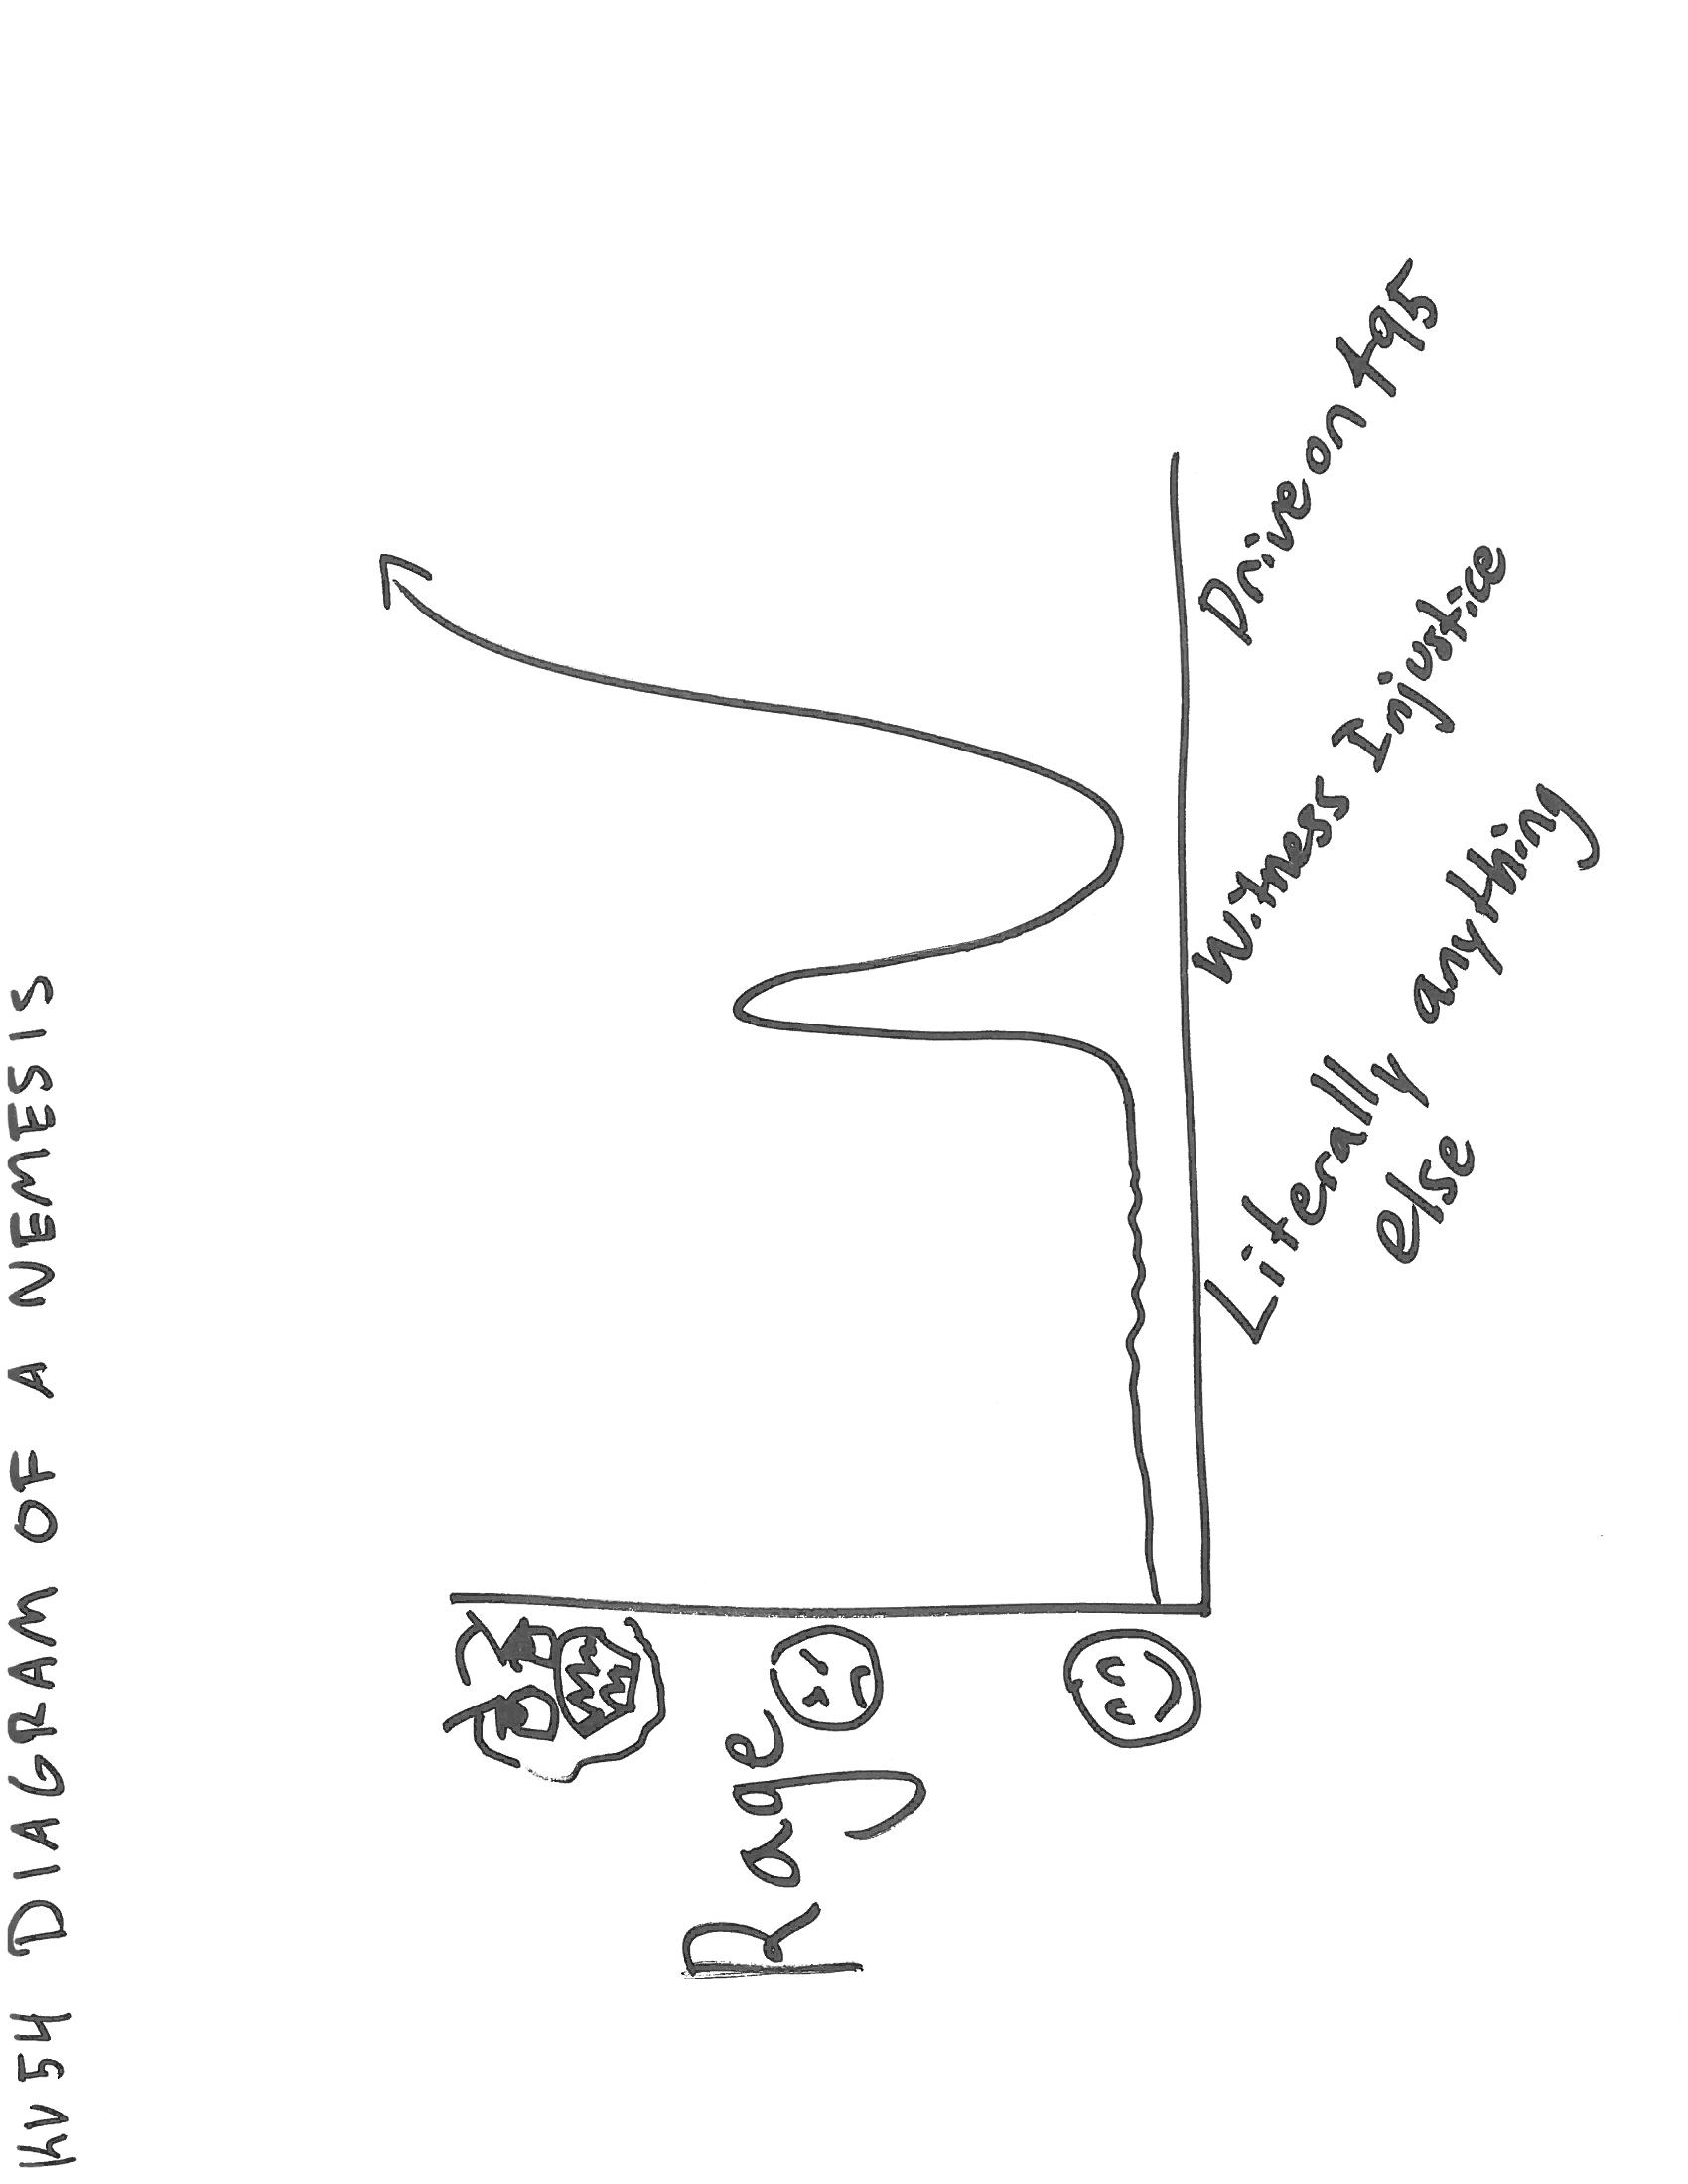 KV54 DIAGRAM OF A NEMESIS
Rage
Literally anything
else
Witness Injustice
Drive on I95